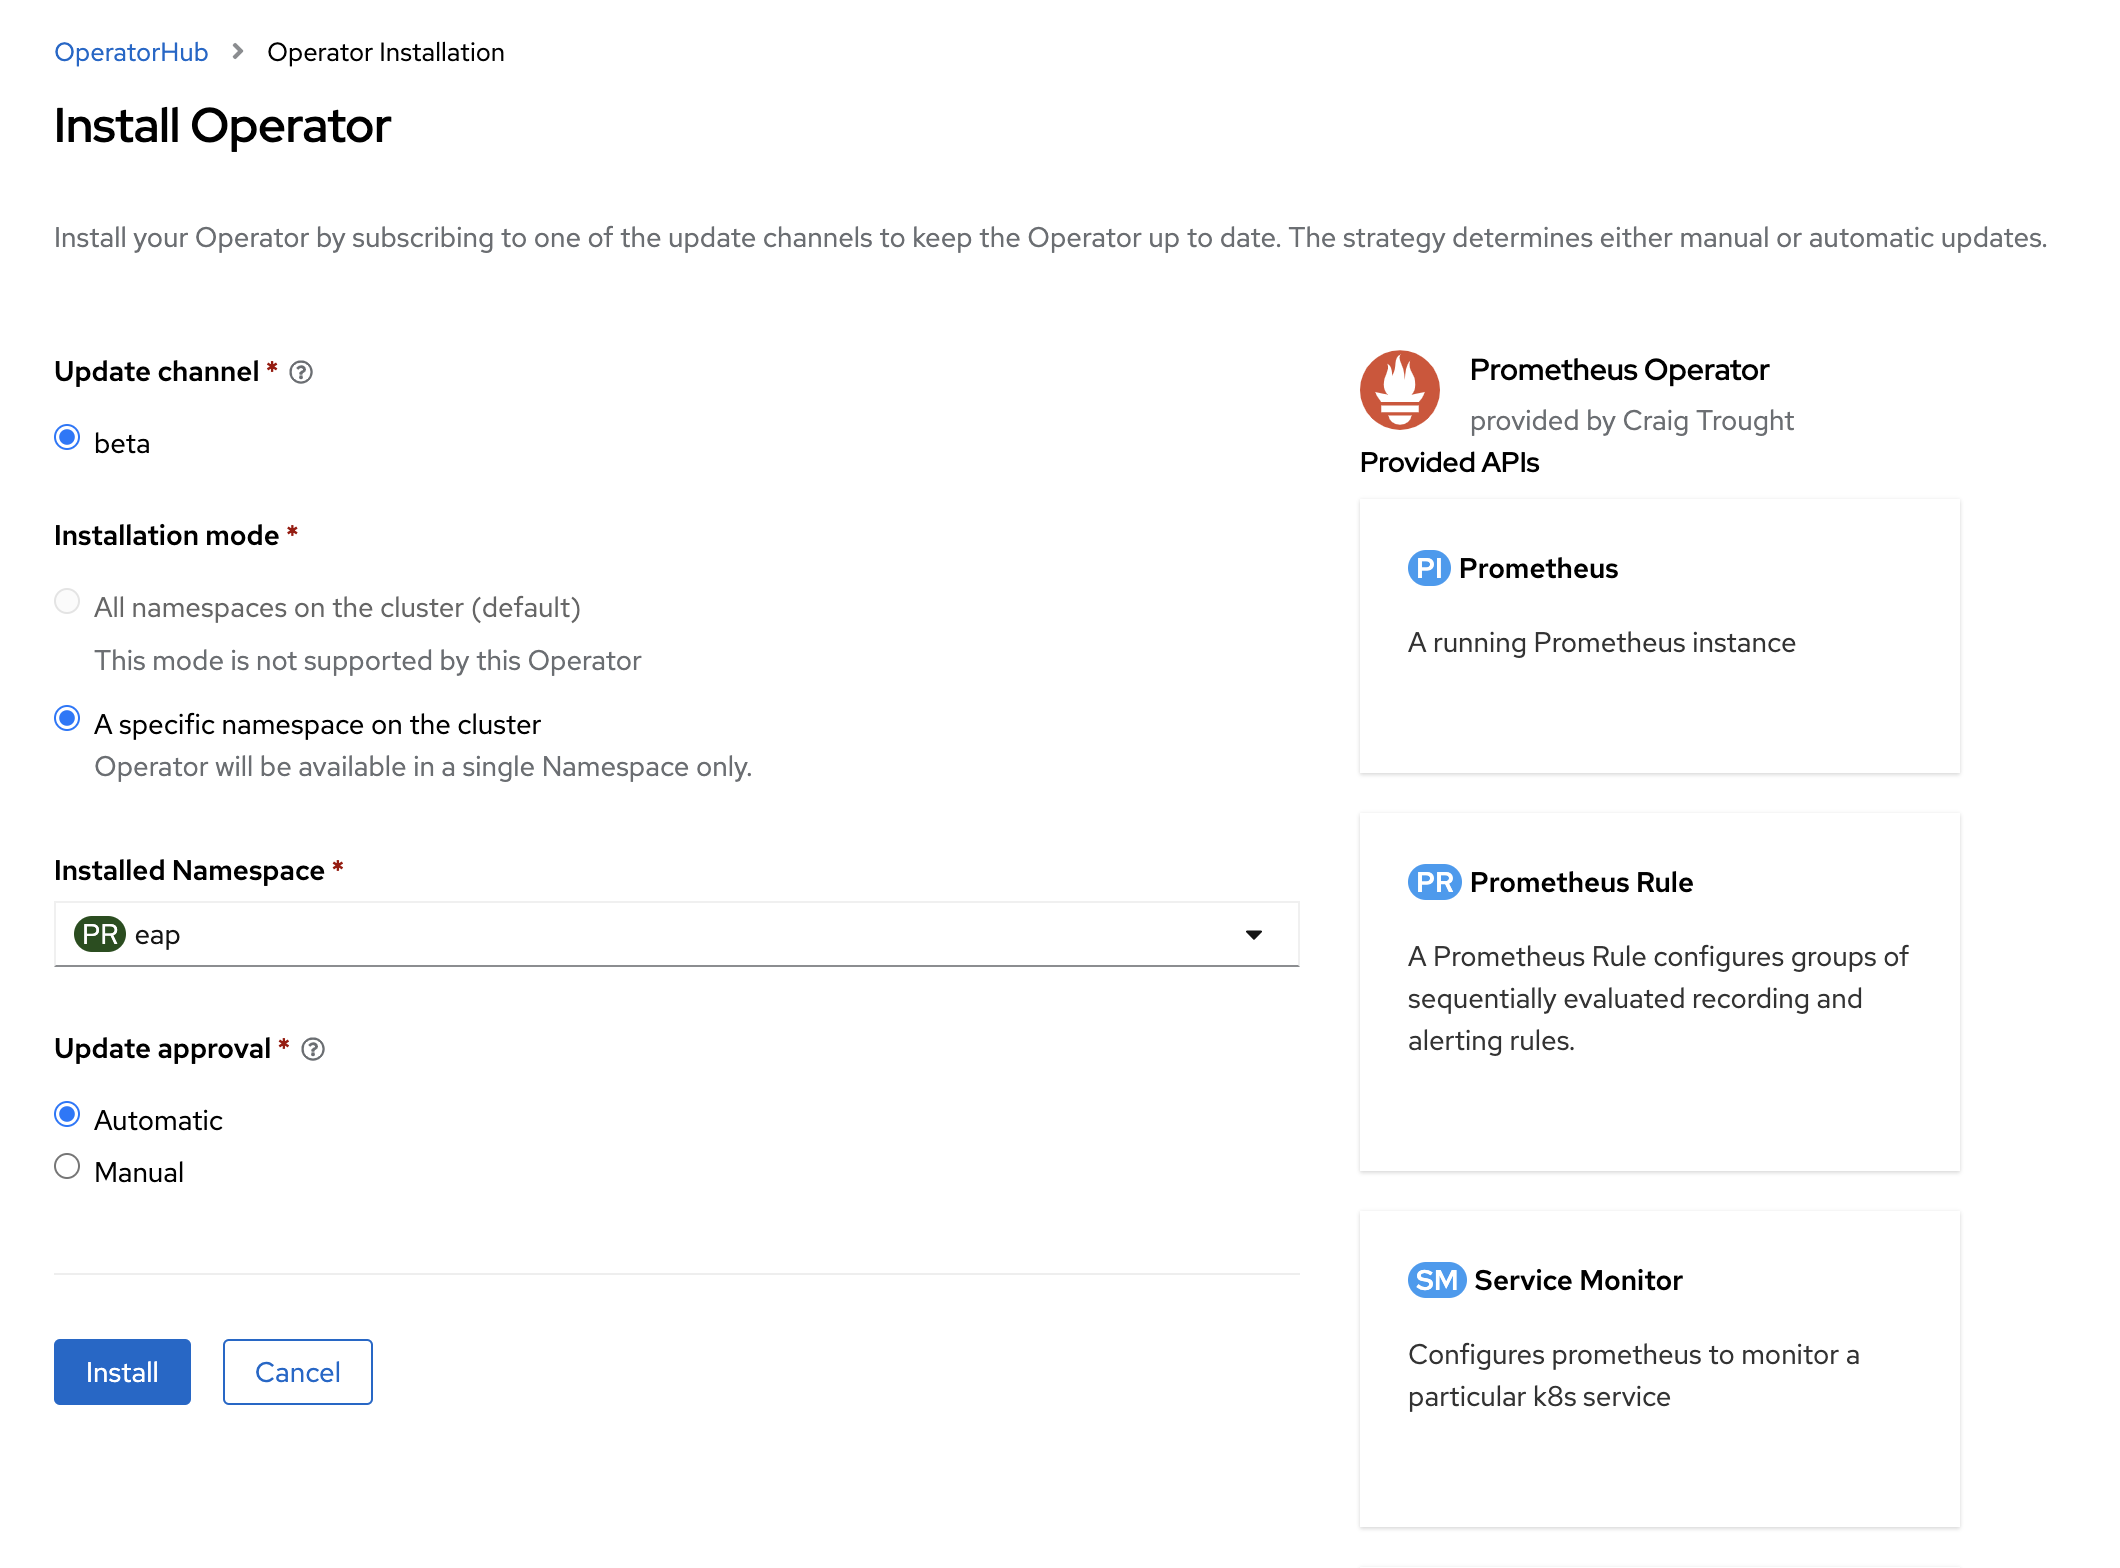 OperatorHub > Operator Installation
Install Operator
Install your Operator by subscribing to one of the update channels to keep the Operator up to date. The strategy determines either manual or automatic updates.
Update channel *
beta
Installation mode *
All namespaces on the cluster (default)
This mode is not supported by this Operator
A specific namespace on the cluster
Operator will be available in a single Namespace only.
Installed Namespace *
PR eap
Update approval *
Automatic
Manual
Install Cancel
Prometheus Operator
provided by Craig Trought
Provided APIs
PI Prometheus
A running Prometheus instance
PR Prometheus Rule
A Prometheus Rule configures groups of
sequentially evaluated recording and
alerting rules.
SM Service Monitor
Configures prometheus to monitor a
particular k8s service